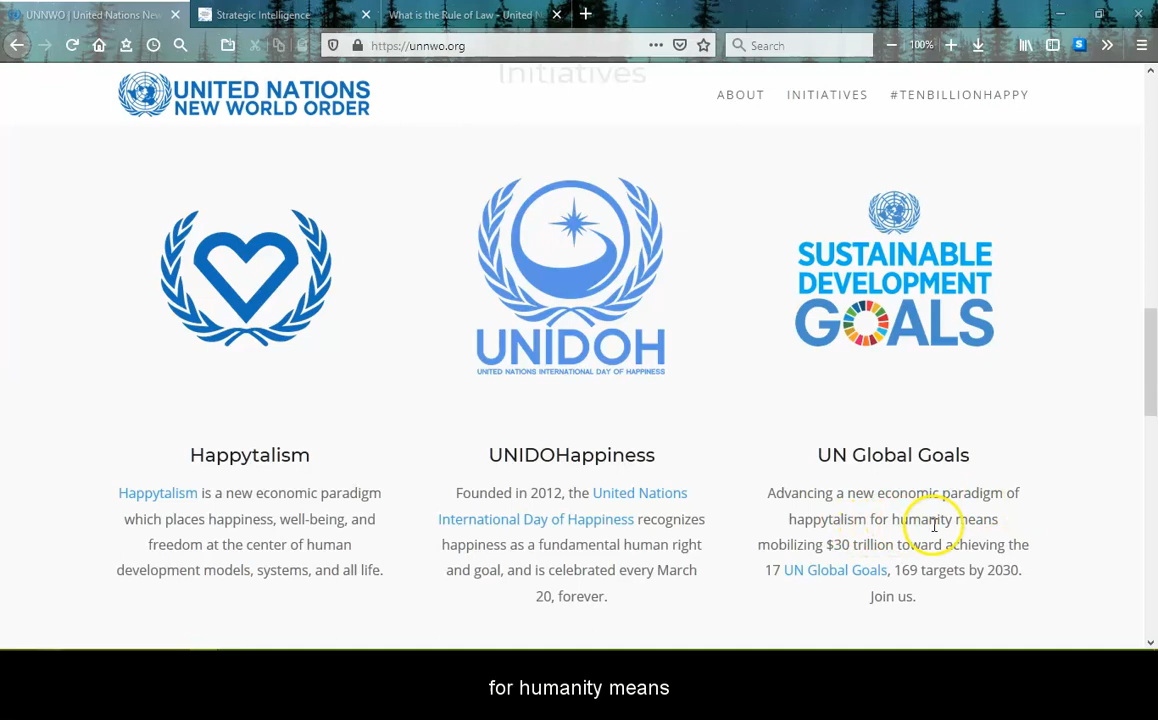 UNNWO | United Nations New
Strategic Intelligence
What is the Rule of Law - United N
https://unnwo.org
Search
100%
Initiatives
UNITED NATIONS
NEW WORLD ORDER
ABOUT
INITIATIVES
#TENBILLIONHAPPY
UNIDOH
UNITED NATIONS INTERNATIONAL DAY OF HAPPINESS
SUSTAINABLE
DEVELOPMENT
GOALS
Happytalism
Happytalism is a new economic paradigm
which places happiness, well-being, and
freedom at the center of human
development models, systems, and all life.
UNIDOHappiness
Founded in 2012, the United Nations
International Day of Happiness recognizes
happiness as a fundamental human right
and goal, and is celebrated every March
20, forever.
UN Global Goals
Advancing a new economic paradigm of
happytalism for humanity means
mobilizing $30 trillion toward achieving the
17 UN Global Goals, 169 targets by 2030.
Join us.
for humanity means